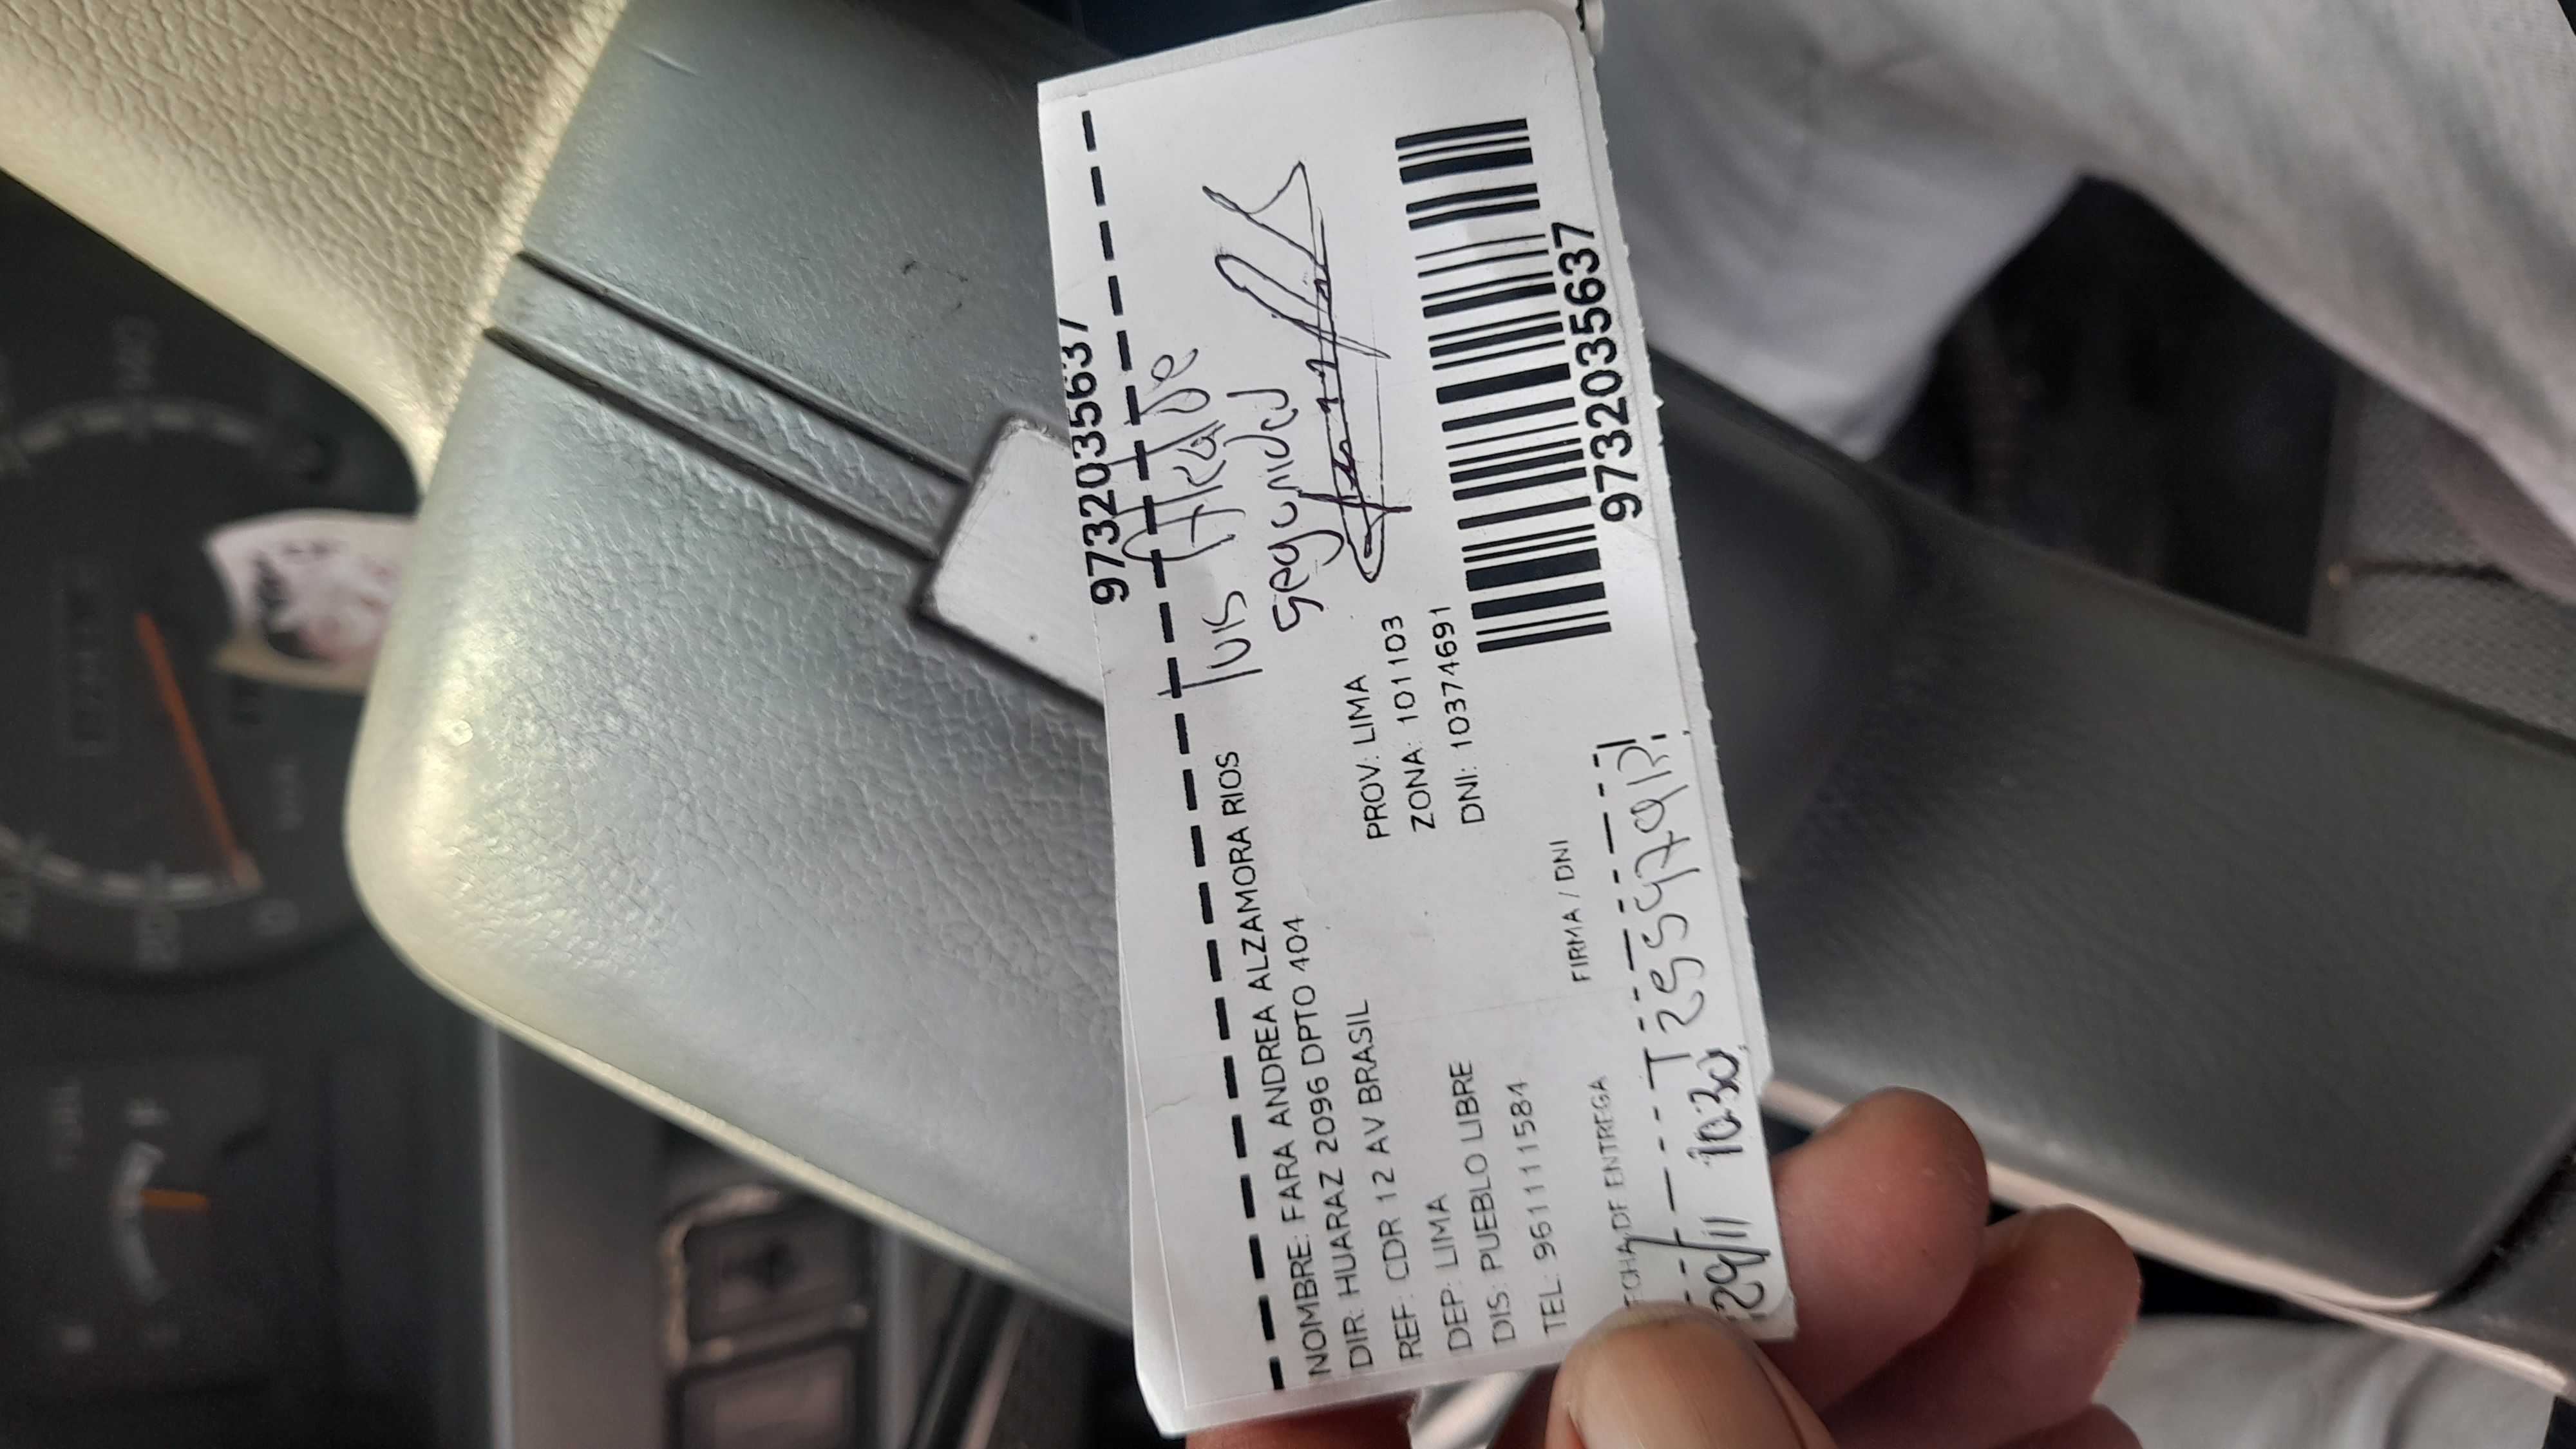 9732035637
luis Alcalde
seguridad
NOMBRE: FARA ANDREA ALZAMORA RIOS
DIR: HUARAZ 2096 DPTO 404
REF: CDR 12 AV BRASIL
DEP: LIMA PROV: LIMA
DIS: PUEBLO LIBRE ZONA: 101103
TEL: 961111584 DNI: 10374691
9732035637
FECHA DE ENTREGA FIRMA / DNI
29/11 10:30